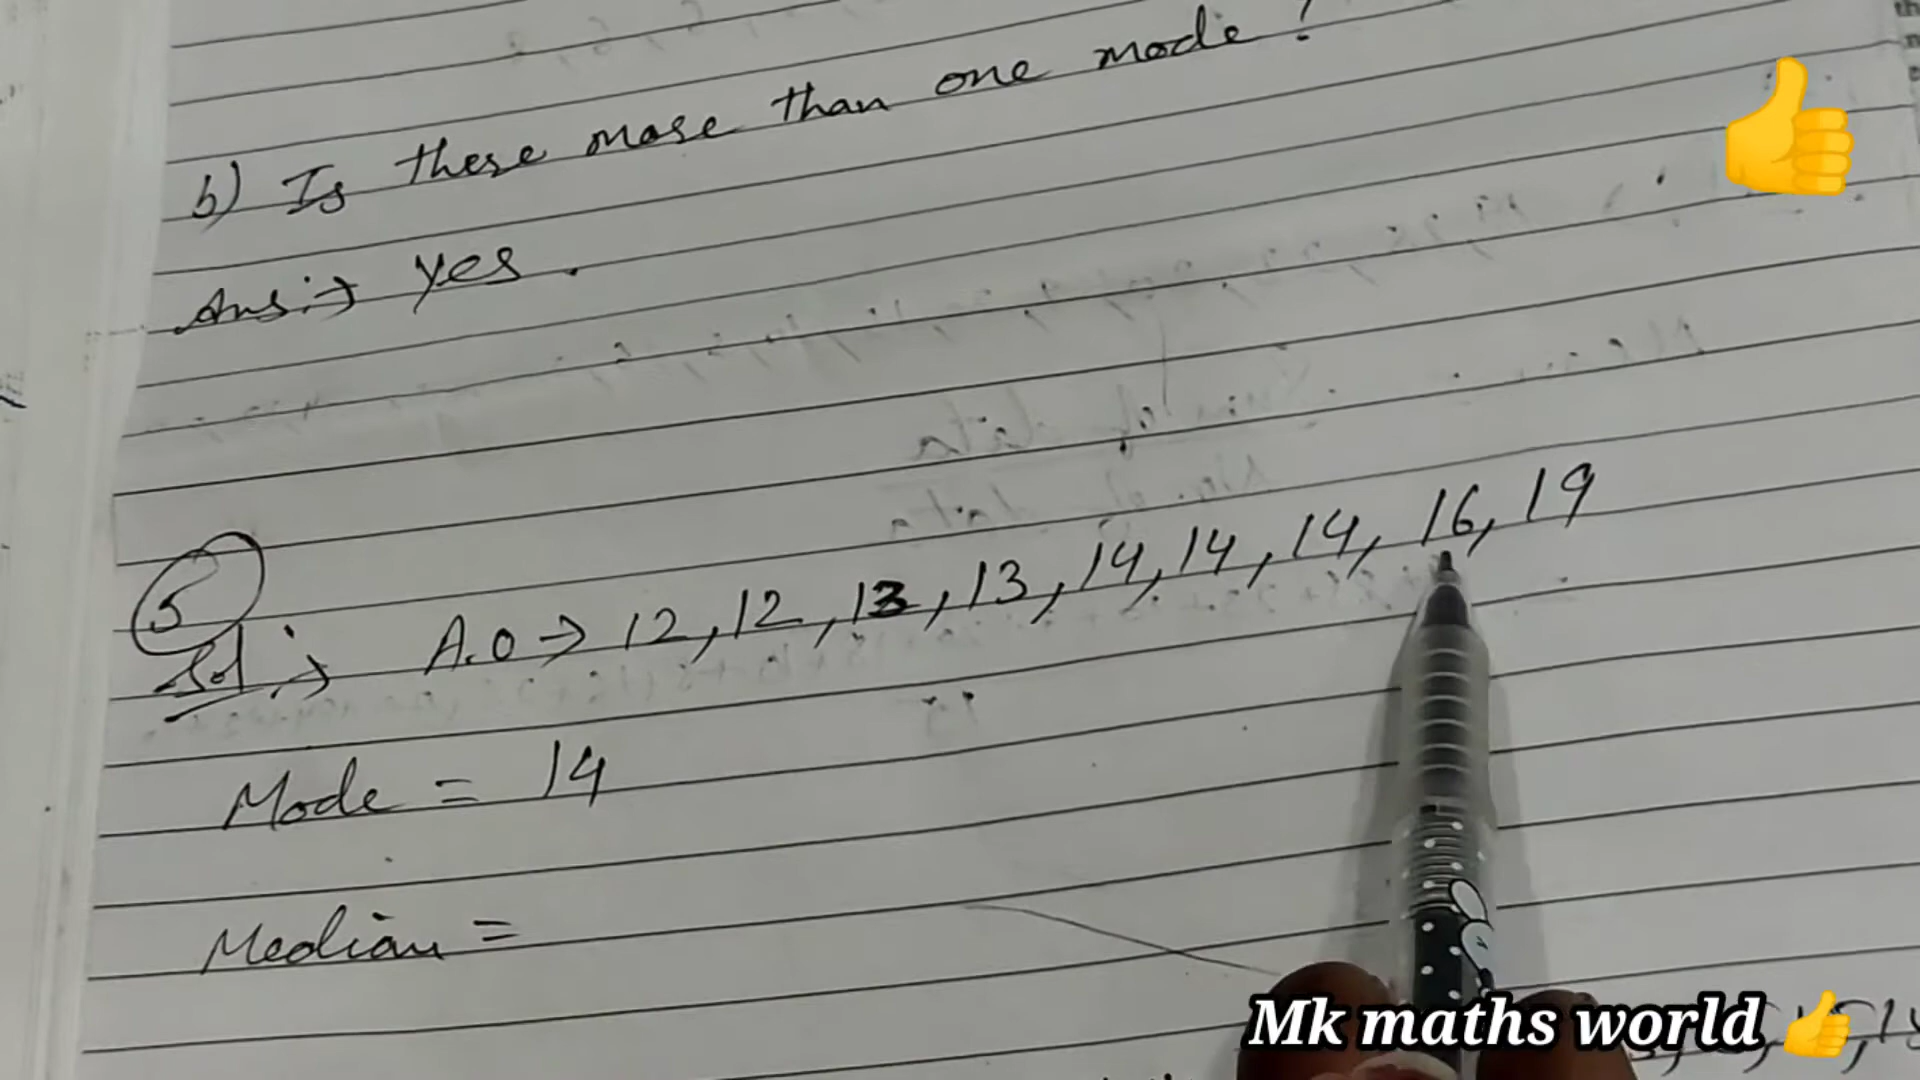 b) Is there more than one mode?
Ans:→ Yes.
5
Sol:→ A.O → 12, 12, 13, 13, 14, 14, 14, 16, 19
Mode = 14
Median =
Mk maths world